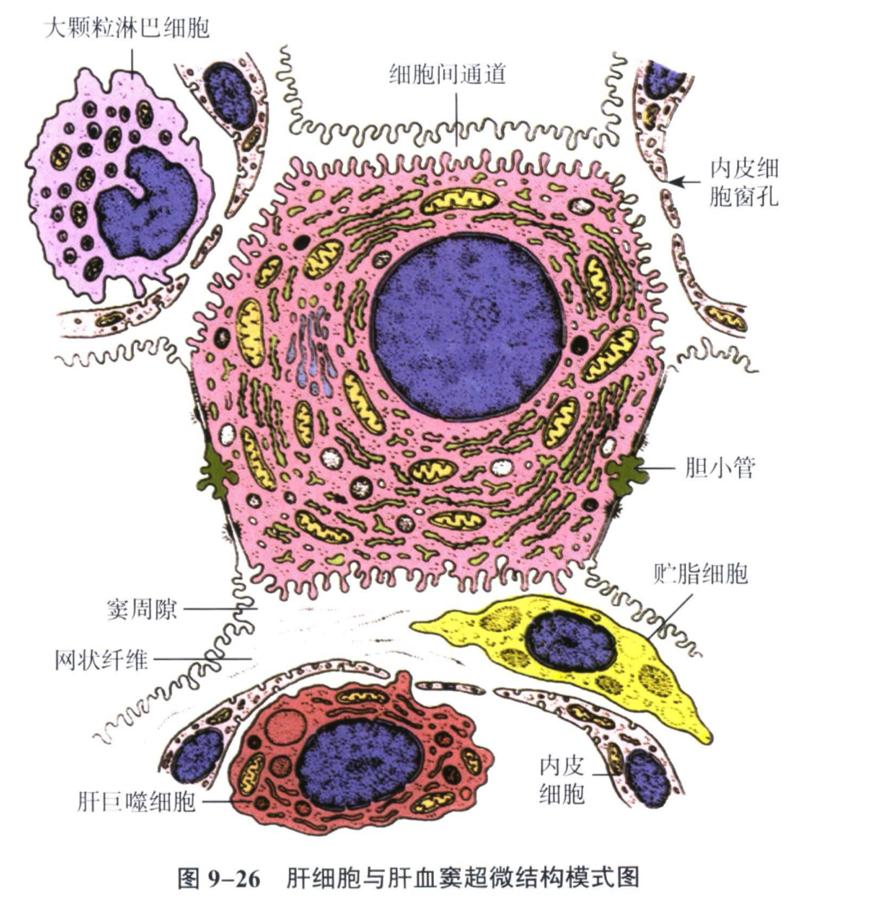 大颗粒淋巴细胞
细胞间通道
内皮细
胞窗孔
胆小管
贮脂细胞
窦周隙
网状纤维
内皮
细胞
肝巨噬细胞
图 9–26 肝细胞与肝血窦超微结构模式图